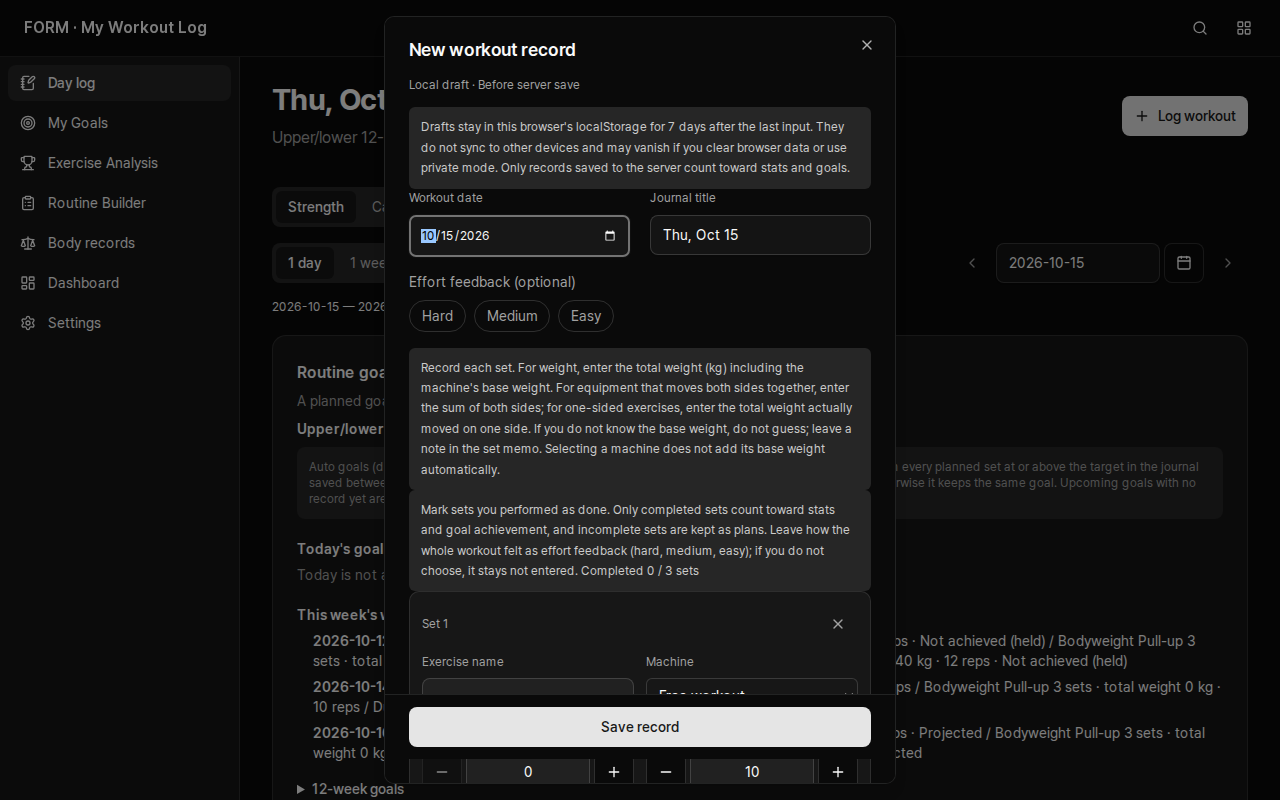 FORM · My Workout Log
Day log
My Goals
Exercise Analysis
Routine Builder
Body records
Dashboard
Settings
Thu, Oct
Upper/lower 12-
Log workout
Strength
1 day
1 wee
2026-10-15 — 2026
2026-10-15
Routine goa
A planned goa
Upper/lower
Auto goals (d
saved betwee
record yet are
every planned set at or above the target in the journal
rwise it keeps the same goal. Upcoming goals with no
Today's goal
Today is not a
This week's w
2026-10-12
sets · total
ps · Not achieved (held) / Bodyweight Pull-up 3
40 kg · 12 reps · Not achieved (held)
2026-10-14
10 reps / D
ps / Bodyweight Pull-up 3 sets · total weight 0 kg ·
2026-10-16
weight 0 kg
os · Projected / Bodyweight Pull-up 3 sets · total
cted
12-week goals
New workout record
Local draft · Before server save
Drafts stay in this browser's localStorage for 7 days after the last input. They
do not sync to other devices and may vanish if you clear browser data or use
private mode. Only records saved to the server count toward stats and goals.
Workout date
Journal title
10/15/2026
Thu, Oct 15
Effort feedback (optional)
Hard
Medium
Easy
Record each set. For weight, enter the total weight (kg) including the
machine's base weight. For equipment that moves both sides together, enter
the sum of both sides; for one-sided exercises, enter the total weight actually
moved on one side. If you do not know the base weight, do not guess; leave a
note in the set memo. Selecting a machine does not add its base weight
automatically.
Mark sets you performed as done. Only completed sets count toward stats
and goal achievement, and incomplete sets are kept as plans. Leave how the
whole workout felt as effort feedback (hard, medium, easy); if you do not
choose, it stays not entered. Completed 0 / 3 sets
Set 1
Exercise name
Machine
Free workout
Save record
0
10